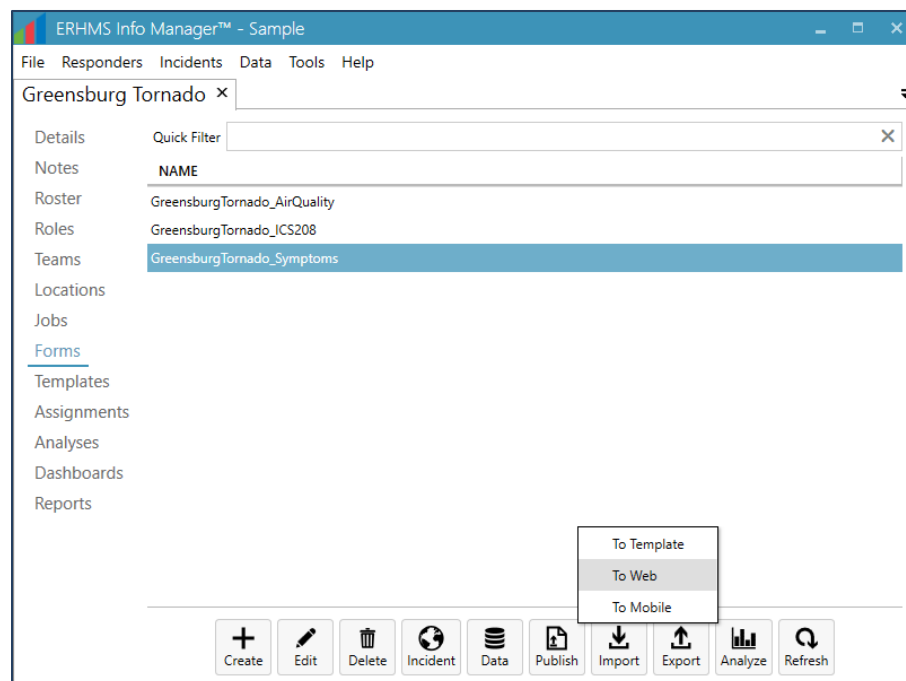 ERHMS Info Manager™ - Sample
File Responders Incidents Data Tools Help
Greensburg Tornado ×
Details
Notes
Roster
Roles
Teams
Locations
Jobs
Forms
Templates
Assignments
Analyses
Dashboards
Reports
Quick Filter
NAME
GreensburgTornado_AirQuality
GreensburgTornado_ICS208
GreensburgTornado_Symptoms
To Template
To Web
To Mobile
Create Edit Delete Incident Data Publish Import Export Analyze Refresh